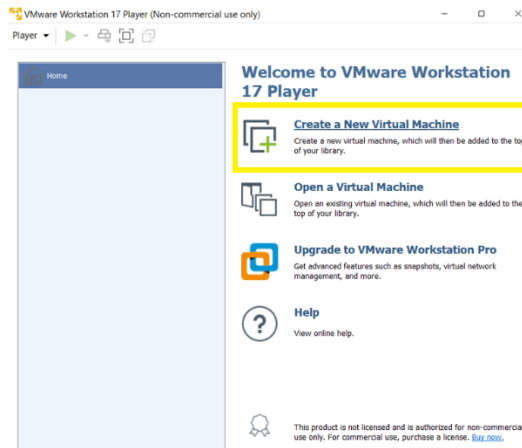 VMware Workstation 17 Player (Non-commercial use only)
Player
Home
Welcome to VMware Workstation
17 Player
Create a New Virtual Machine
Create a new virtual machine, which will then be added to the top
of your library.
Open a Virtual Machine
Open an existing virtual machine, which will then be added to the
top of your library.
Upgrade to VMware Workstation Pro
Get advanced features such as snapshots, virtual network
management, and more.
Help
View online help.
This product is not licensed and is authorized for non-commercia
use only. For commercial use, purchase a license. Buy now.